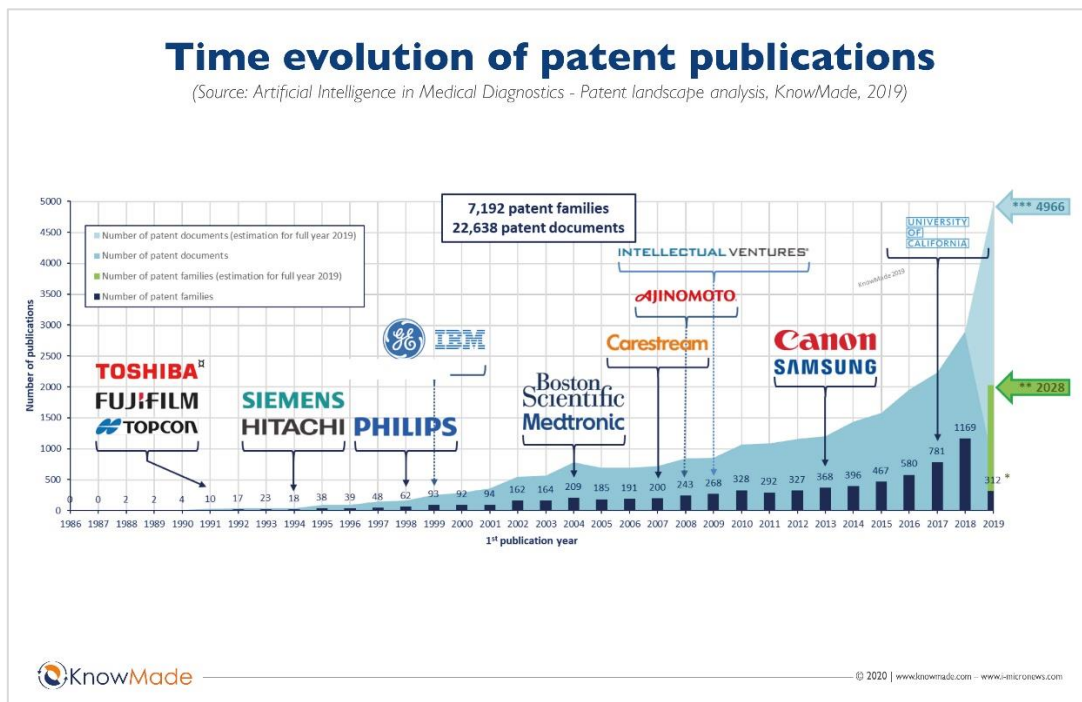 Time evolution of patent publications
(Source: Artificial Intelligence in Medical Diagnostics - Patent landscape analysis, KnowMade, 2019)
7,192 patent families
22,638 patent documents
Number of publications
5000
4500
4000
3500
3000
2500
2000
1500
1000
500
0
Number of patent documents (estimation for full year 2019)
Number of patent documents
Number of patent families (estimation for full year 2019)
Number of patent families
*** 4966
** 2028
UNIVERSITY
OF
CALIFORNIA
KnowMade 2019
INTELLECTUAL VENTURES®
AJINOMOTO
Carestream
Canon
SAMSUNG
GE IBM
Boston
Scientific
Medtronic
TOSHIBA¤
FUJIFILM
TOPCON
SIEMENS
HITACHI
PHILIPS
0 0 2 2 4 10 17 23 18 38 39 48 62 93 92 94 162 164 209 185 191 200 243 268 328 292 327 368 396 467 580 781 1169 312 *
1986 1987 1988 1989 1990 1991 1992 1993 1994 1995 1996 1997 1998 1999 2000 2001 2002 2003 2004 2005 2006 2007 2008 2009 2010 2011 2012 2013 2014 2015 2016 2017 2018 2019
1st publication year
KnowMade
© 2020 | www.knowmade.com – www.i-micronews.com